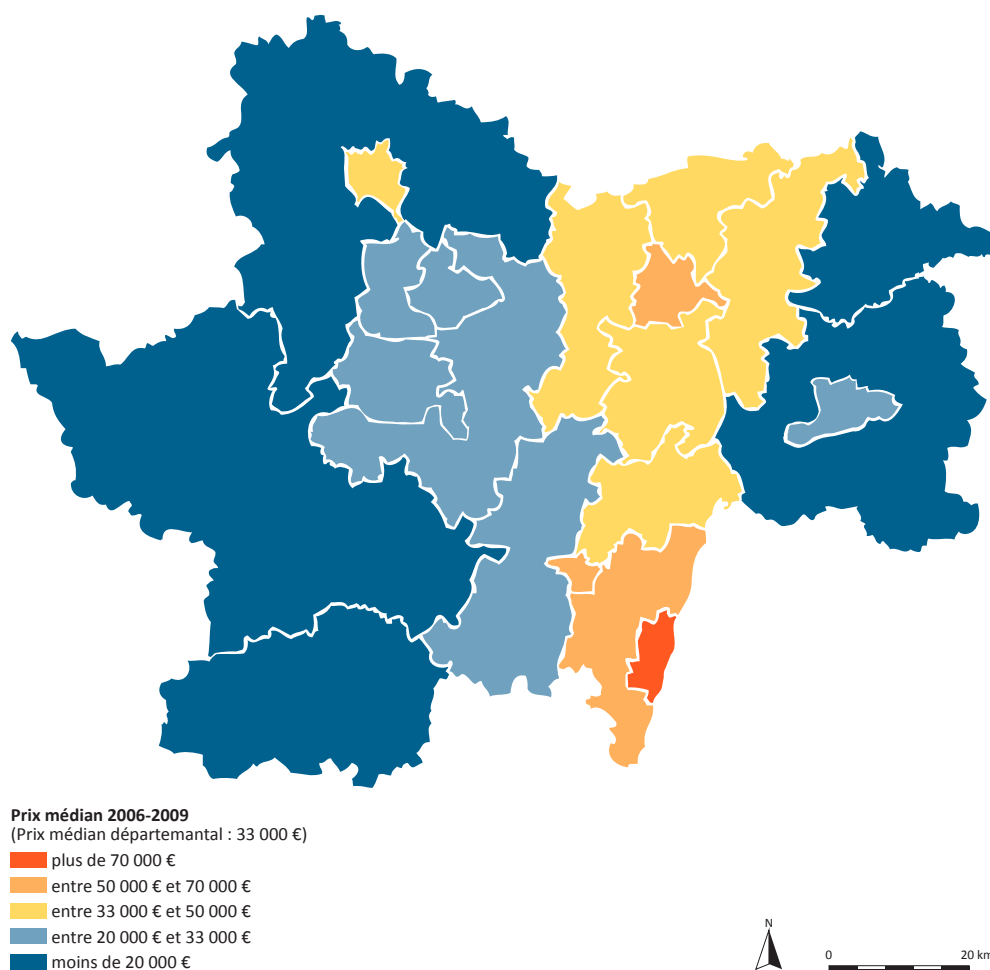 Prix médian 2006-2009
(Prix médian départemantal : 33 000 €)
plus de 70 000 €
entre 50 000 € et 70 000 €
entre 33 000 € et 50 000 €
entre 20 000 € et 33 000 €
moins de 20 000 €
N
0 20 km